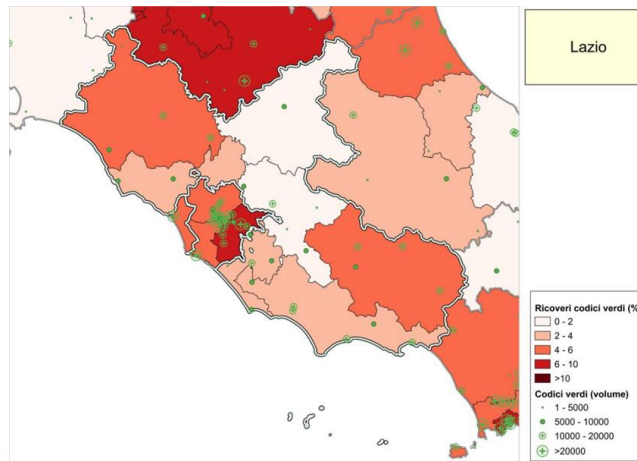 Lazio
Ricoveri codici verdi (%
0 - 2
2 - 4
4 - 6
6 - 10
>10
Codici verdi (volume)
1 - 5000
5000 - 10000
10000 - 20000
>20000